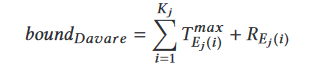 bound_{Davare} = \sum_{i=1}^{K_j} T^{max}_{E_j(i)} + R_{E_j(i)}